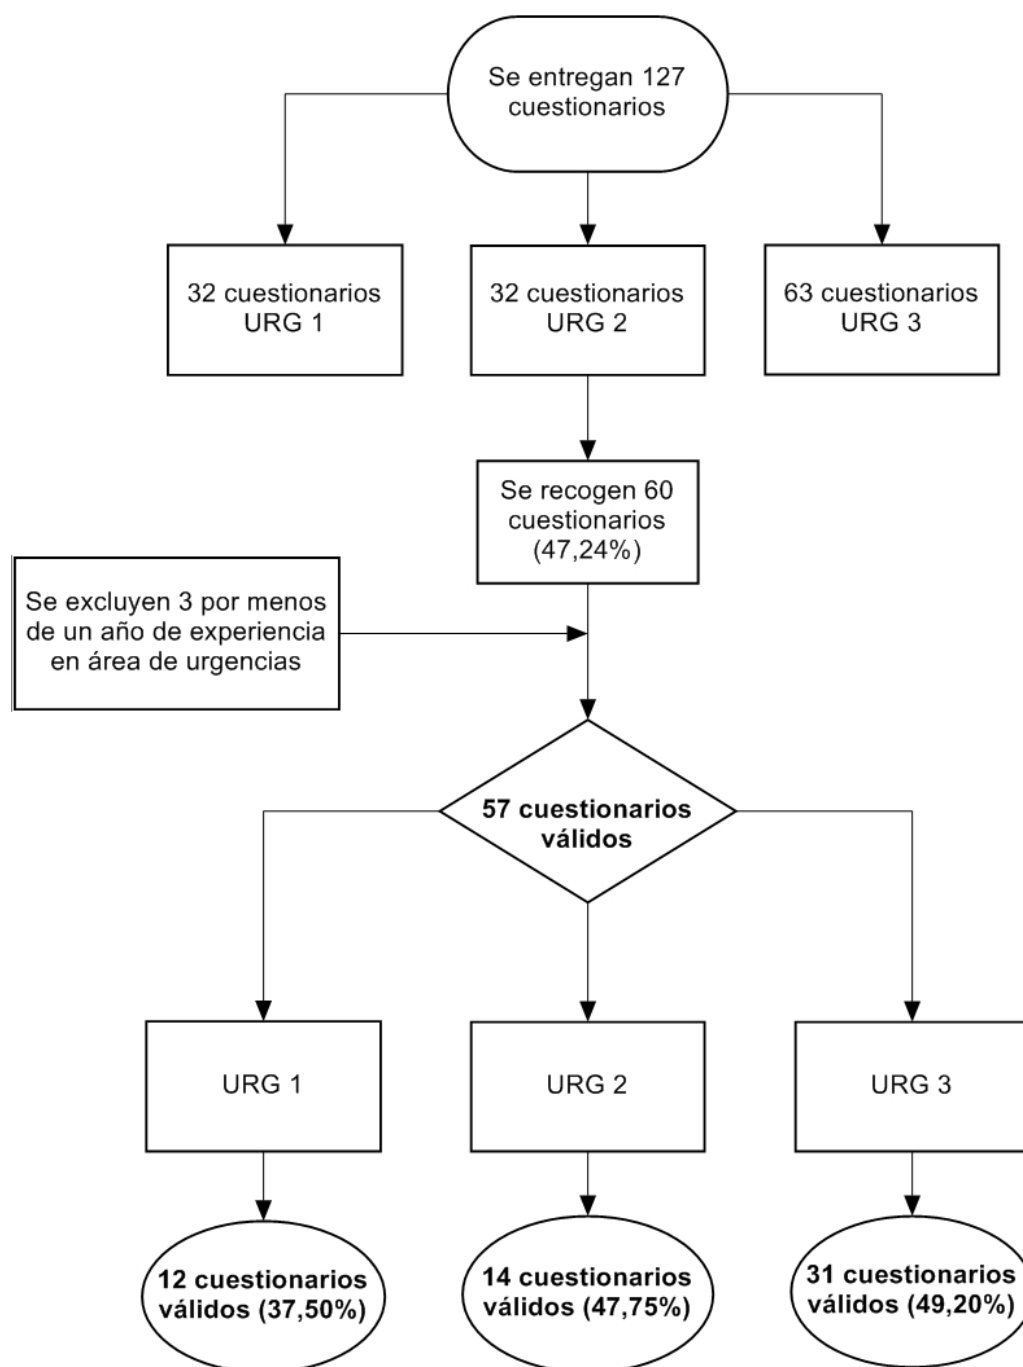 Se entregan 127
cuestionarios
32 cuestionarios
URG 1
32 cuestionarios
URG 2
63 cuestionarios
URG 3
Se recogen 60
cuestionarios
(47,24%)
Se excluyen 3 por menos
de un año de experiencia
en área de urgencias
57 cuestionarios
válidos
URG 1
URG 2
URG 3
12 cuestionarios
válidos (37,50%)
14 cuestionarios
válidos (47,75%)
31 cuestionarios
válidos (49,20%)